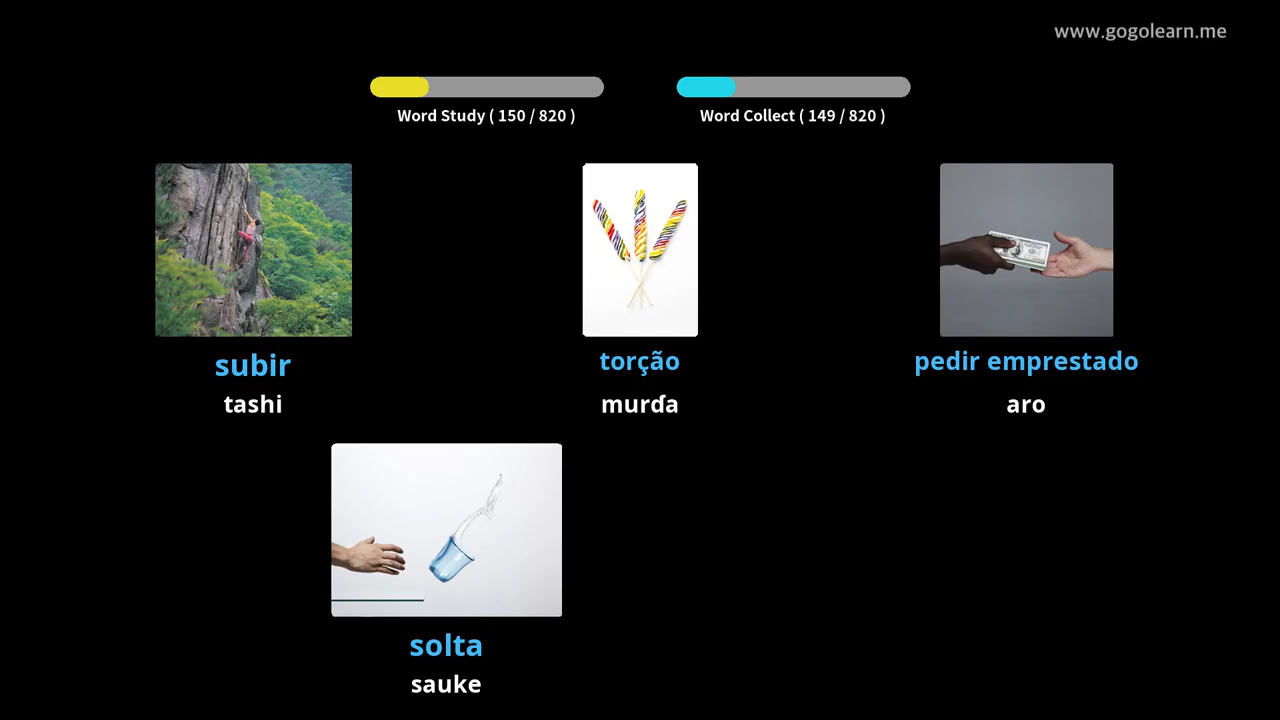 www.gogolearn.me
Word Study ( 150 / 820 )
Word Collect ( 149 / 820 )
subir
tashi
torção
murɗa
pedir emprestado
aro
solta
sauke